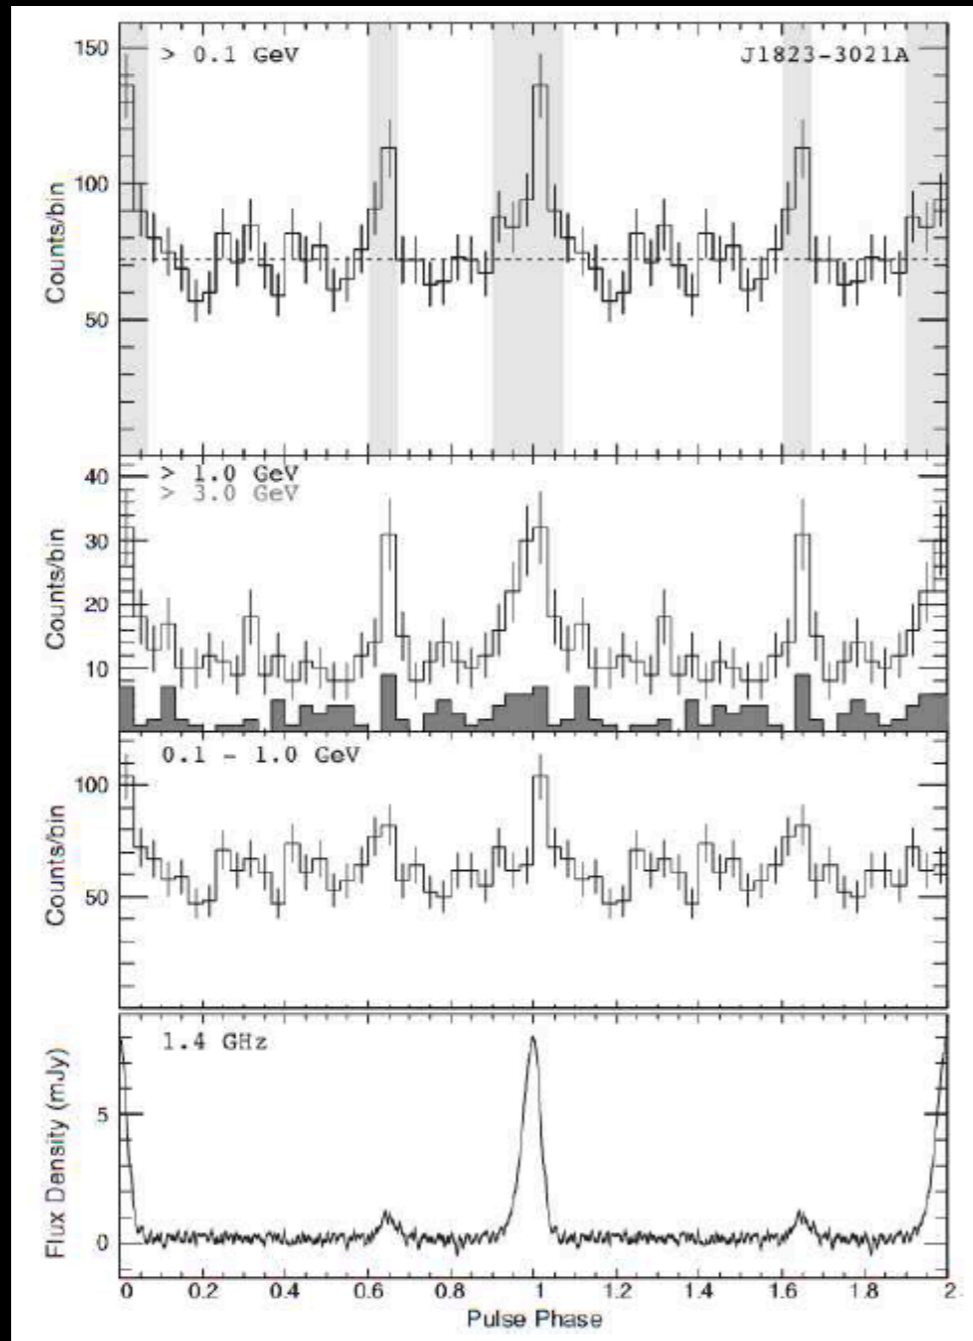 > 0.1 GeV J1823-3021A
150
100
50
Counts/bin
> 1.0 GeV
> 3.0 GeV
40
30
20
10
Counts/bin
0.1 - 1.0 GeV
100
50
Counts/bin
1.4 GHz
5
0
Flux Density (mJy)
0 0.2 0.4 0.6 0.8 1 1.2 1.4 1.6 1.8 2
Pulse Phase